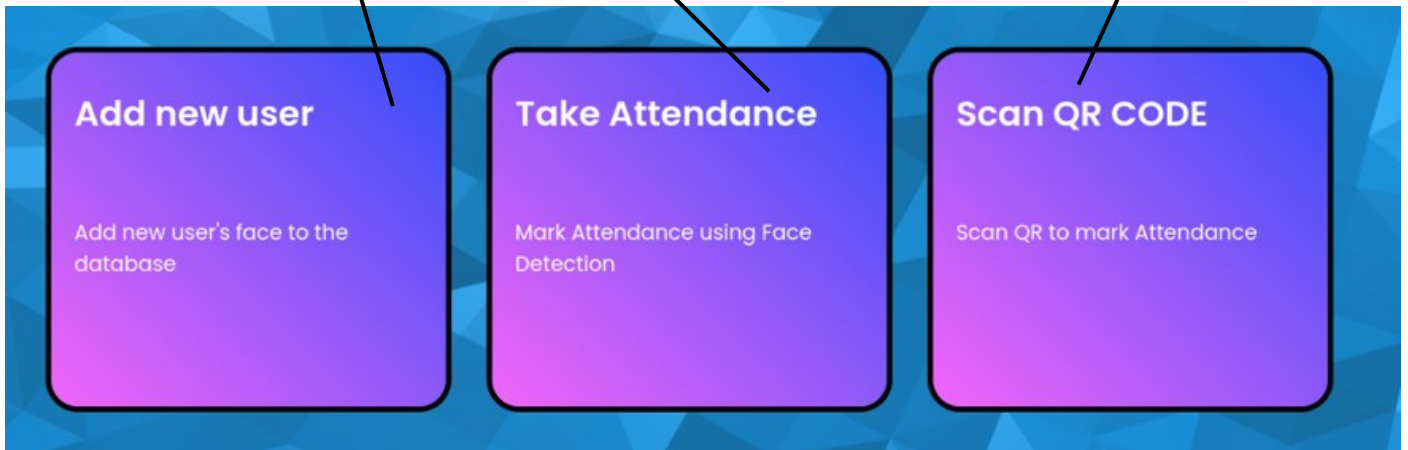 Add new user
Add new user's face to the
database
Take Attendance
Mark Attendance using Face
Detection
Scan QR CODE
Scan QR to mark Attendance